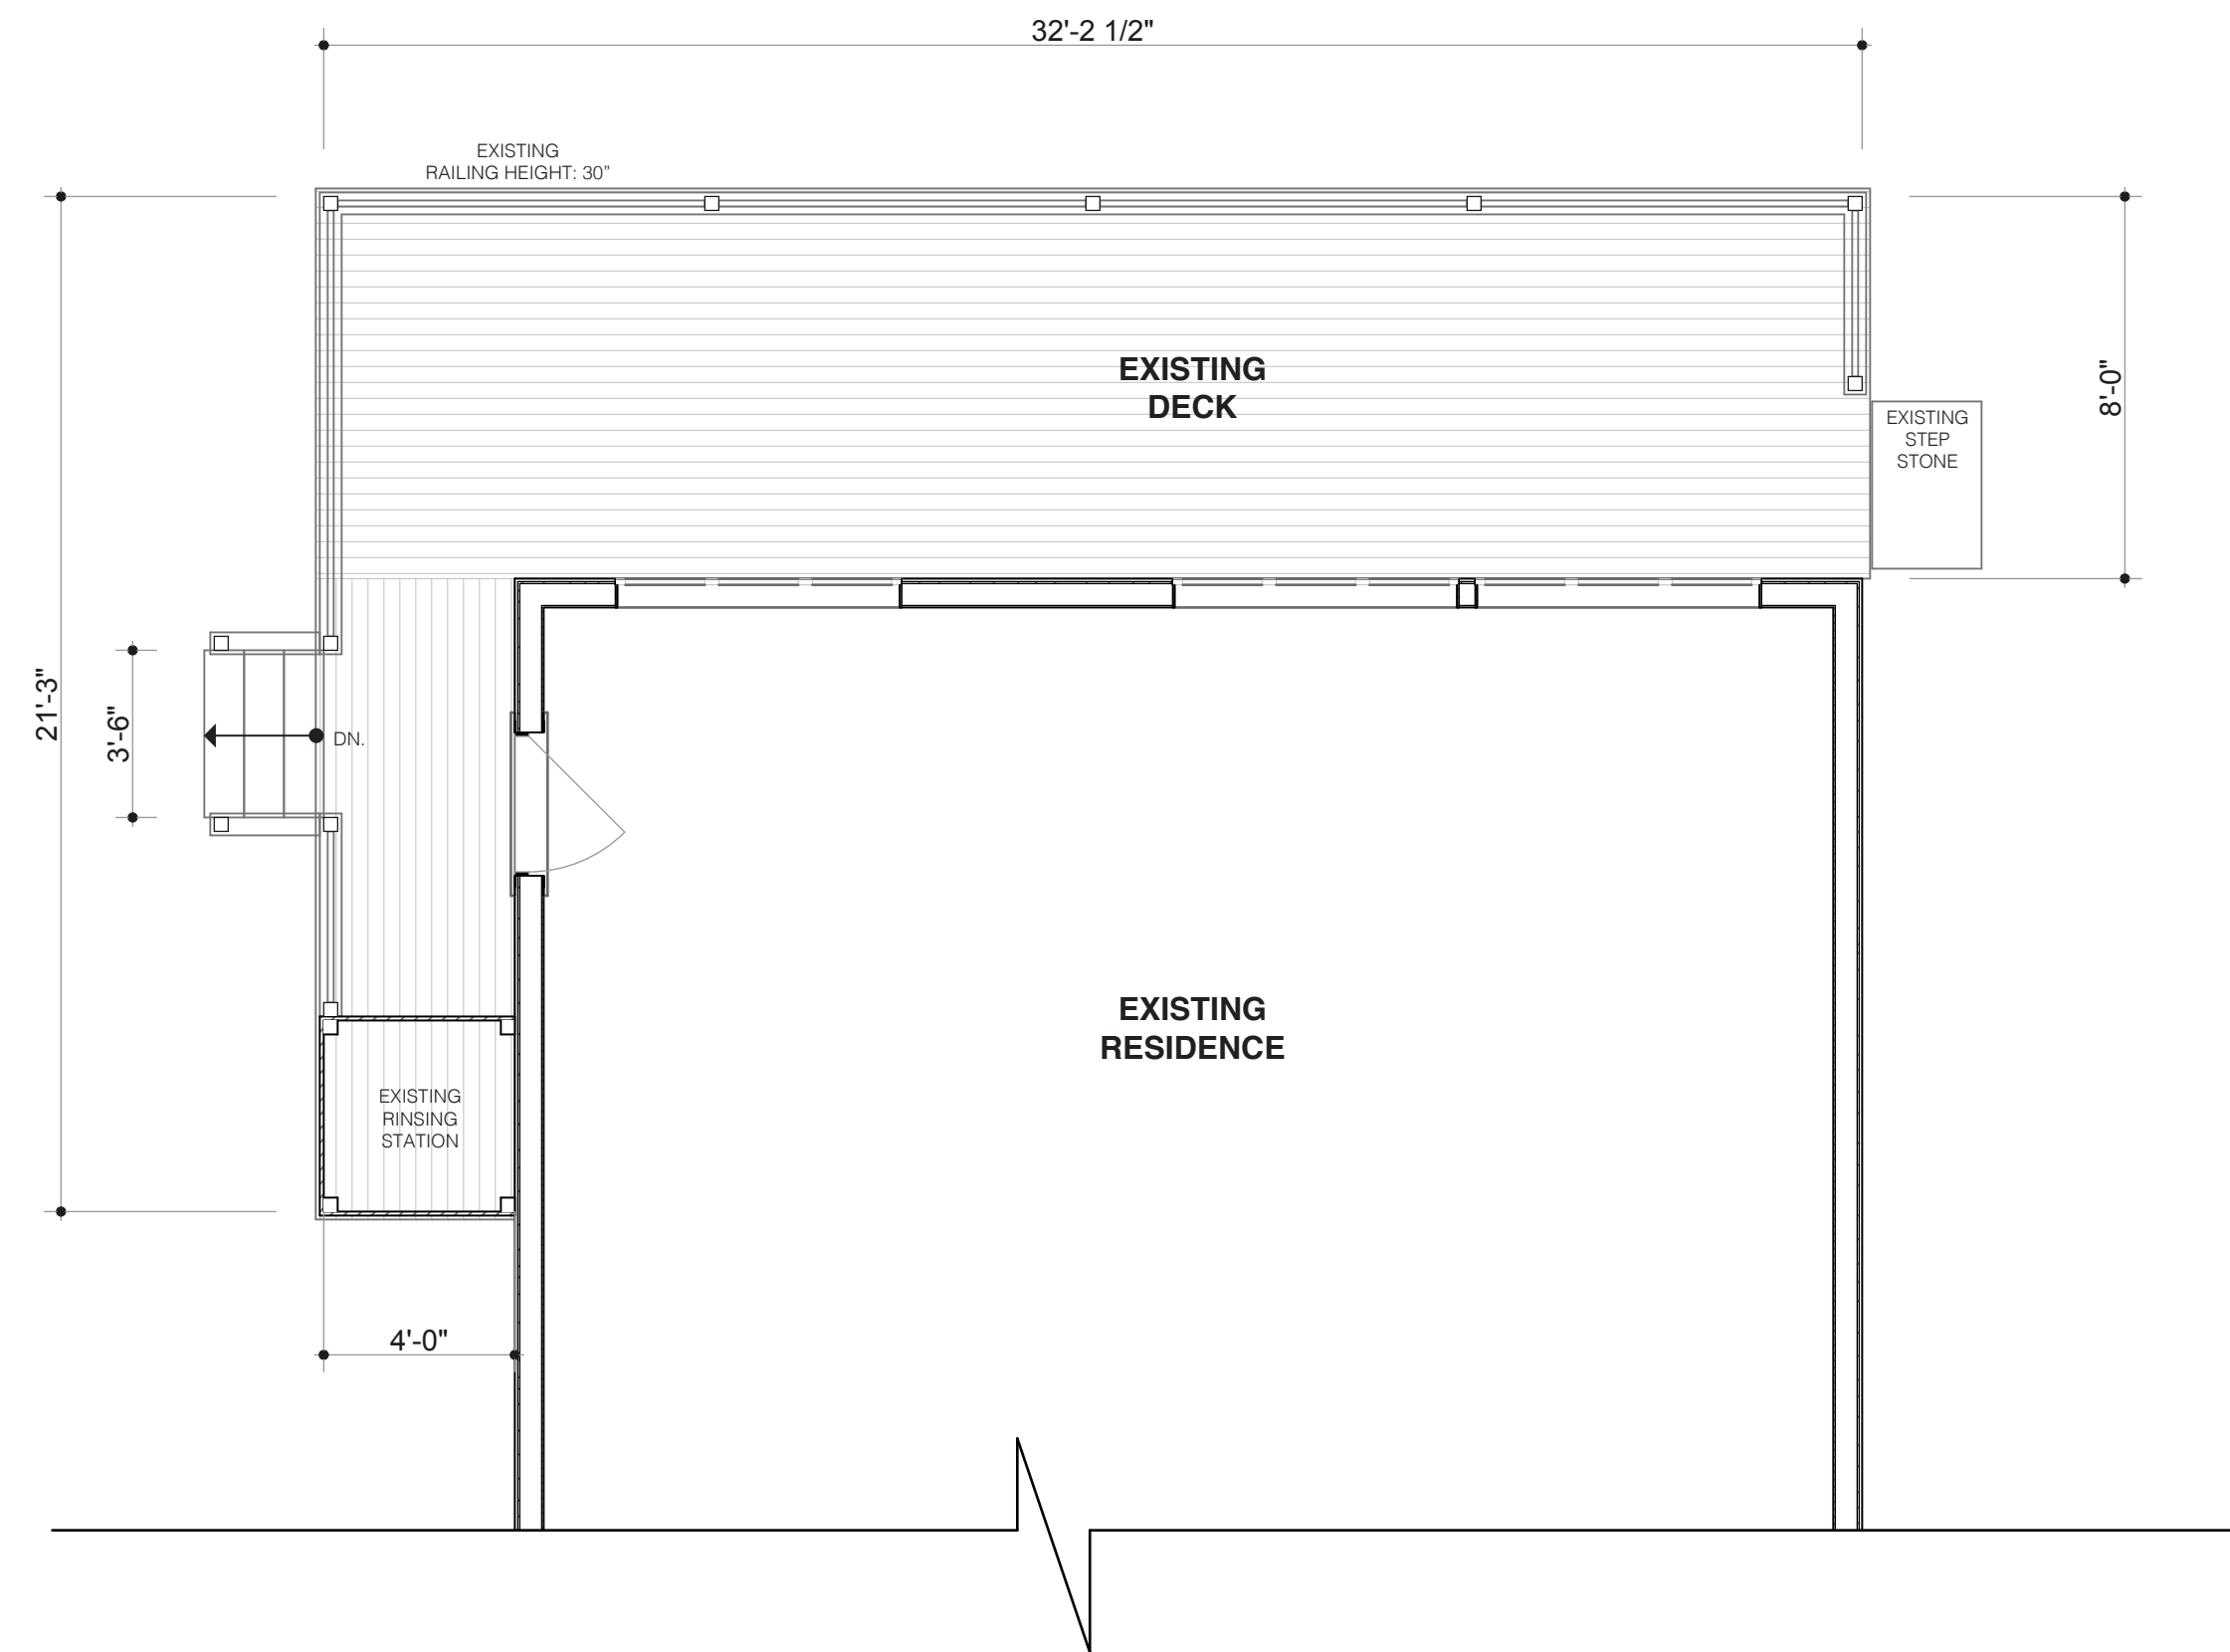 32'-2 1/2"
EXISTING
RAILING HEIGHT: 30”
EXISTING
DECK
8'-0"
EXISTING
STEP
STONE
21'-3"
3'-6"
DN.
EXISTING
RESIDENCE
EXISTING
RINSING
STATION
4'-0"